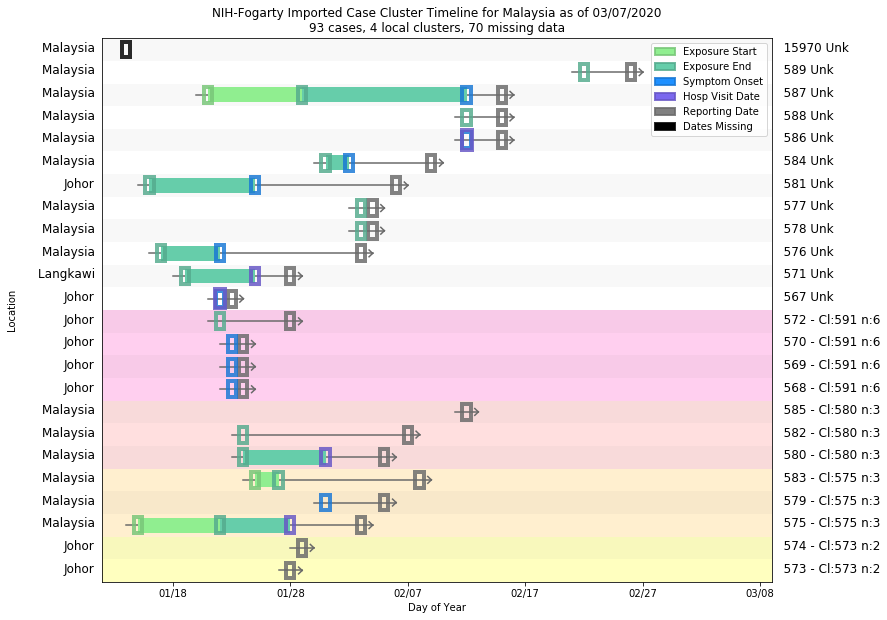 NIH-Fogarty Imported Case Cluster Timeline for Malaysia as of 03/07/2020
93 cases, 4 local clusters, 70 missing data
Exposure Start
Exposure End
Symptom Onset
Hosp Visit Date
Reporting Date
Dates Missing
Location
Malaysia 15970 Unk
Malaysia 589 Unk
Malaysia 587 Unk
Malaysia 588 Unk
Malaysia 586 Unk
Malaysia 584 Unk
Johor 581 Unk
Malaysia 577 Unk
Malaysia 578 Unk
Malaysia 576 Unk
Langkawi 571 Unk
Johor 567 Unk
Johor 572 - Cl:591 n:6
Johor 570 - Cl:591 n:6
Johor 569 - Cl:591 n:6
Johor 568 - Cl:591 n:6
Malaysia 585 - Cl:580 n:3
Malaysia 582 - Cl:580 n:3
Malaysia 580 - Cl:580 n:3
Malaysia 583 - Cl:575 n:3
Malaysia 579 - Cl:575 n:3
Malaysia 575 - Cl:575 n:3
Johor 574 - Cl:573 n:2
Johor 573 - Cl:573 n:2
01/18 01/28 02/07 02/17 02/27 03/08
Day of Year